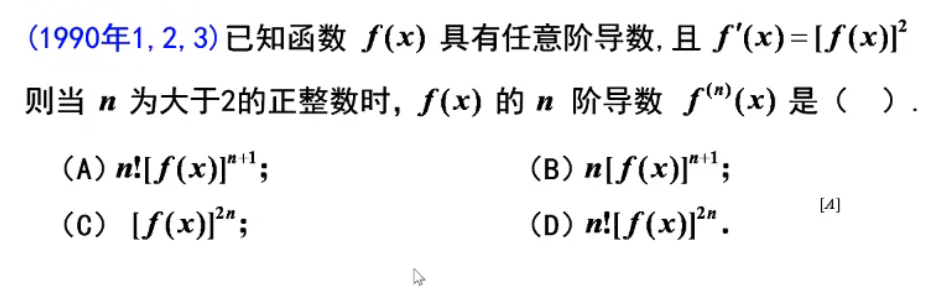 (1990年1,2,3)已知函数 f(x) 具有任意阶导数,且 f′(x)=[f(x)]²
则当 n 为大于2的正整数时，f(x) 的 n 阶导数 f⁽ⁿ⁾(x) 是（ ）.
(A) n![f(x)]ⁿ⁺¹; (B) n[f(x)]ⁿ⁺¹;
(C) [f(x)]²ⁿ; (D) n![f(x)]²ⁿ. [A]